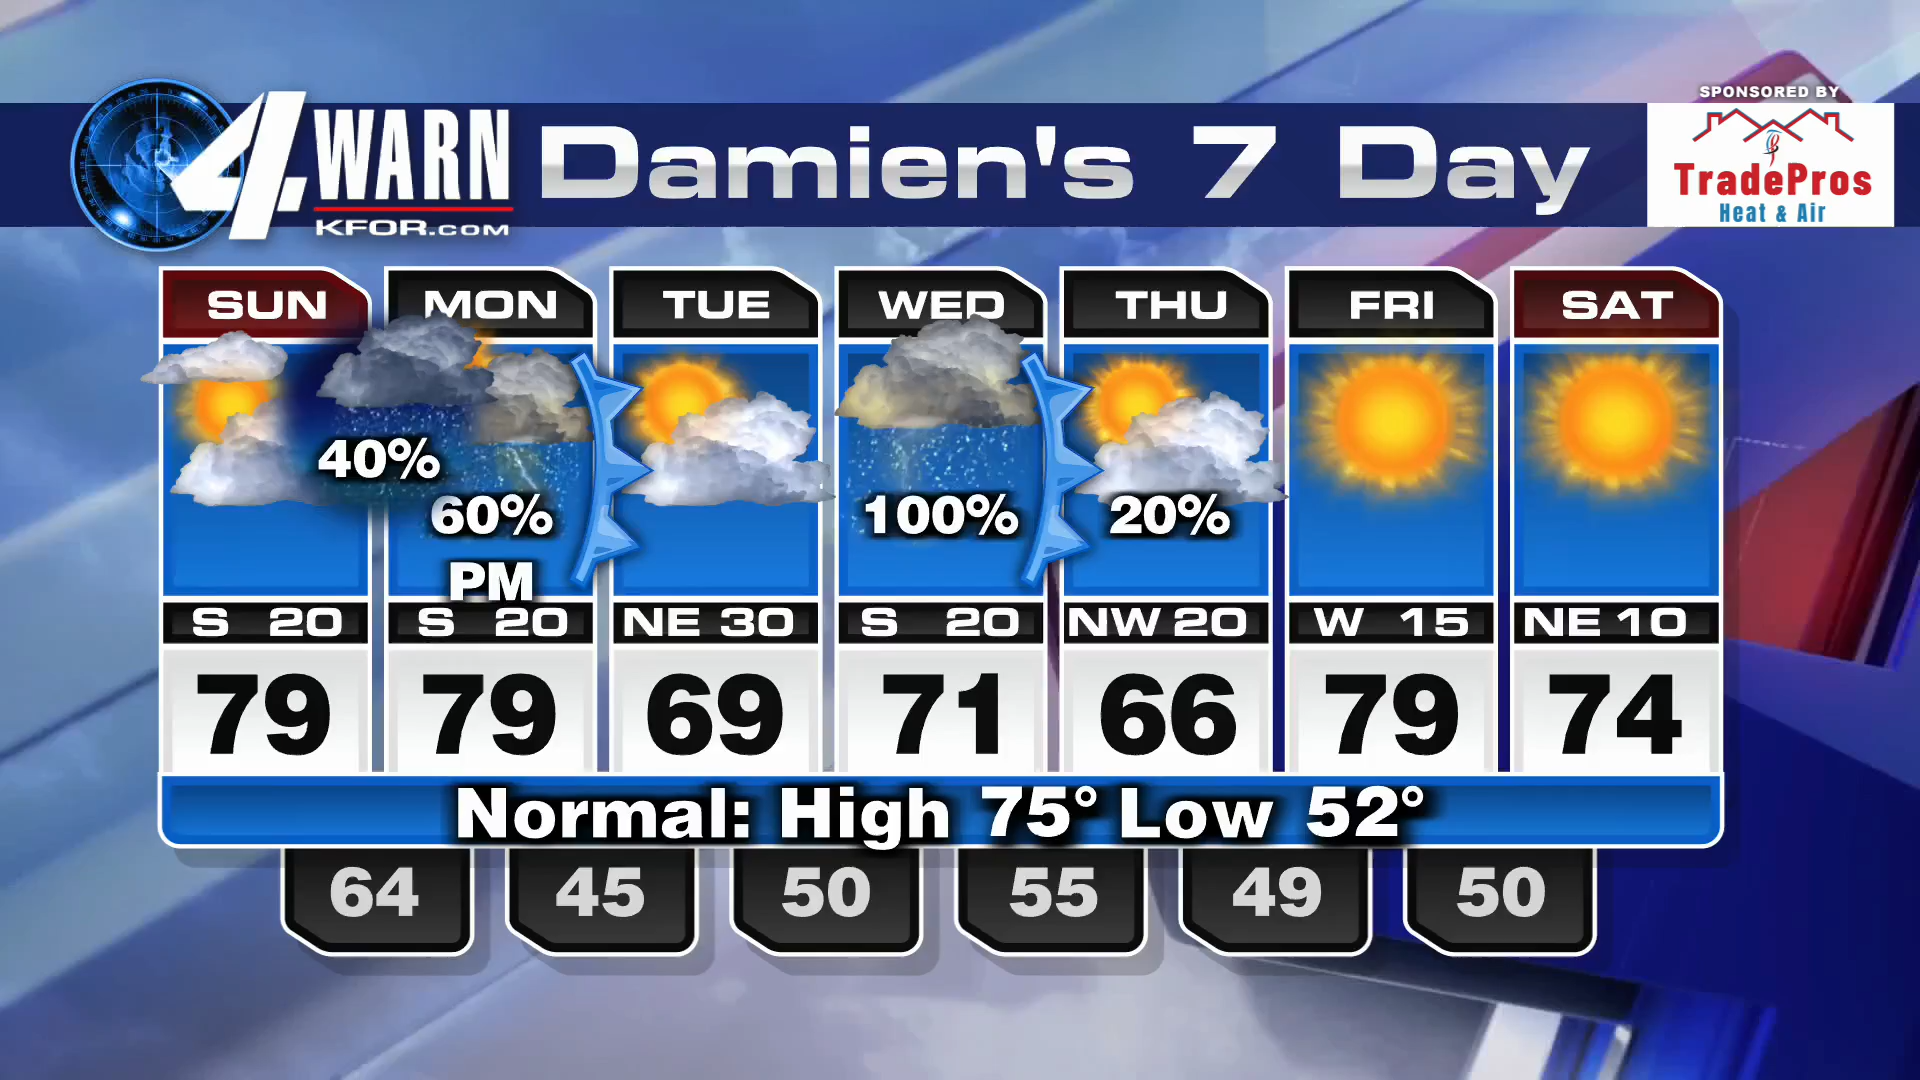 4WARN
KFOR.COM
Damien's 7 Day
SPONSORED BY
TradePros
Heat & Air
SUN MON TUE WED THU FRI SAT
40%
60% 100% 20%
PM
S 20 S 20 NE 30 S 20 NW 20 W 15 NE 10
79 79 69 71 66 79 74
Normal: High 75° Low 52°
64 45 50 55 49 50